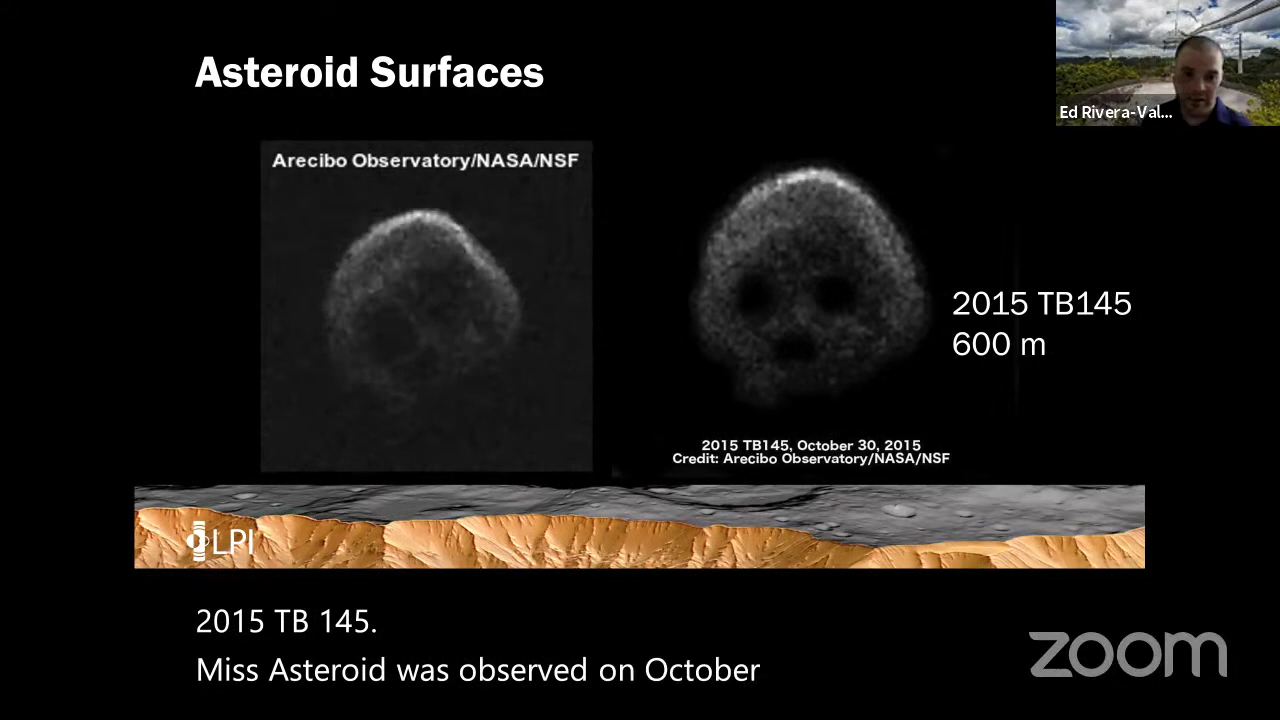 Asteroid Surfaces
Ed Rivera-Val...
Arecibo Observatory/NASA/NSF
2015 TB145
600 m
2015 TB145, October 30, 2015
Credit: Arecibo Observatory/NASA/NSF
LPI
2015 TB 145.
Miss Asteroid was observed on October
zoom